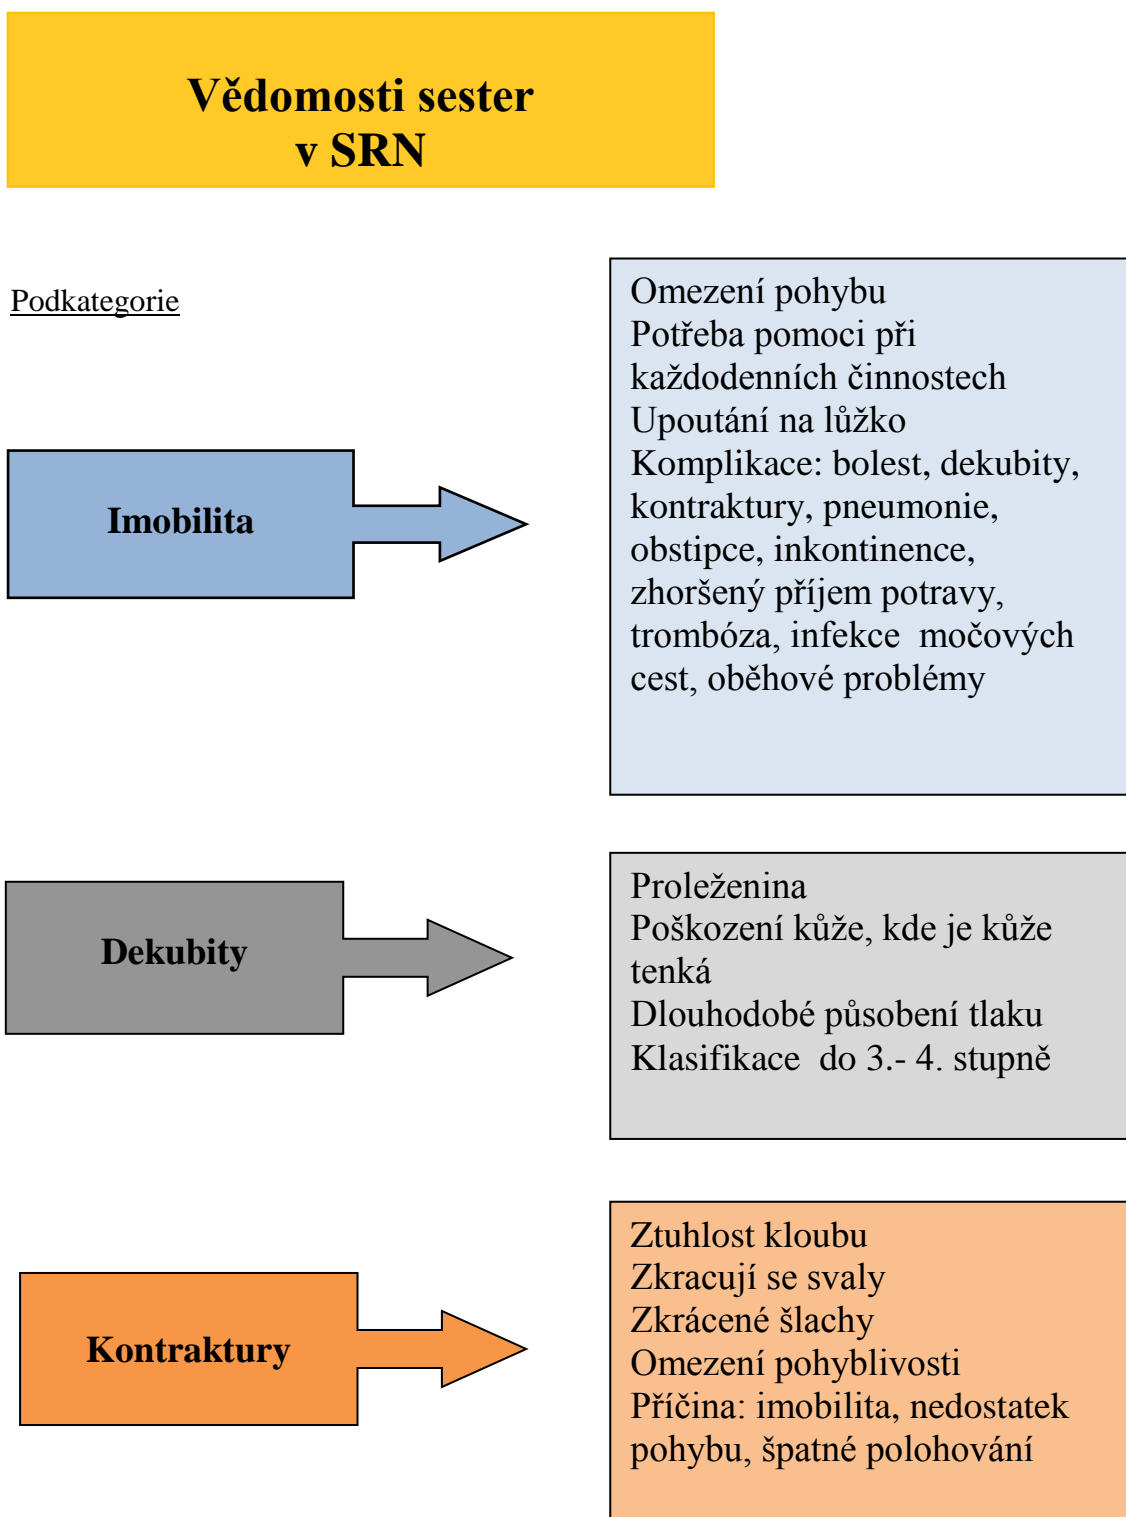 Vědomosti sester
v SRN
Podkategorie
Imobilita
Omezení pohybu
Potřeba pomoci při
každodenních činnostech
Upoutání na lůžko
Komplikace: bolest, dekubity,
kontraktury, pneumonie,
obstipce, inkontinence,
zhoršený příjem potravy,
trombóza, infekce  močových
cest, oběhové problémy
Dekubity
Proleženina
Poškození kůže, kde je kůže
tenká
Dlouhodobé působení tlaku
Klasifikace  do 3.- 4. stupně
Kontraktury
Ztuhlost kloubu
Zkracují se svaly
Zkrácené šlachy
Omezení pohyblivosti
Příčina: imobilita, nedostatek
pohybu, špatné polohování